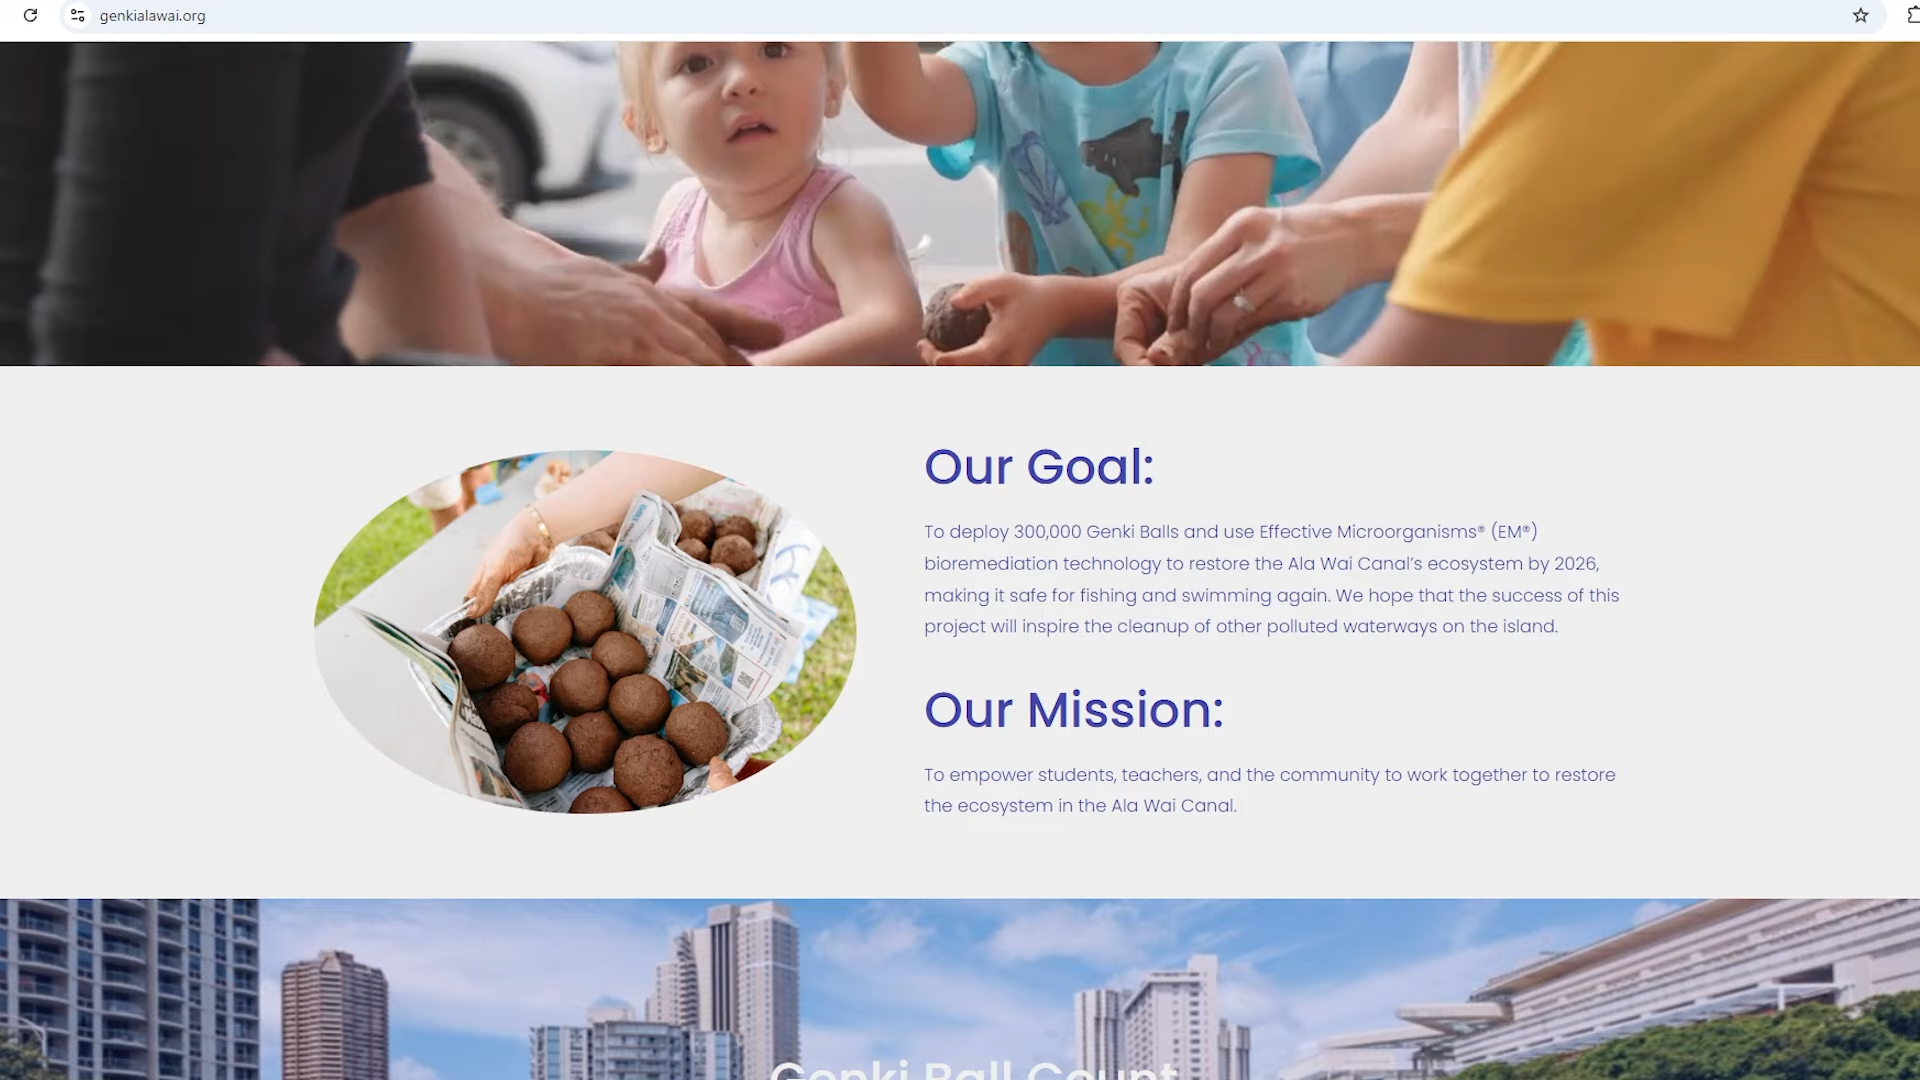 genkialawai.org
Our Goal:
To deploy 300,000 Genki Balls and use Effective Microorganisms® (EM®)
bioremediation technology to restore the Ala Wai Canal’s ecosystem by 2026,
making it safe for fishing and swimming again. We hope that the success of this
project will inspire the cleanup of other polluted waterways on the island.
Our Mission:
To empower students, teachers, and the community to work together to restore
the ecosystem in the Ala Wai Canal.
Genki Ball Count